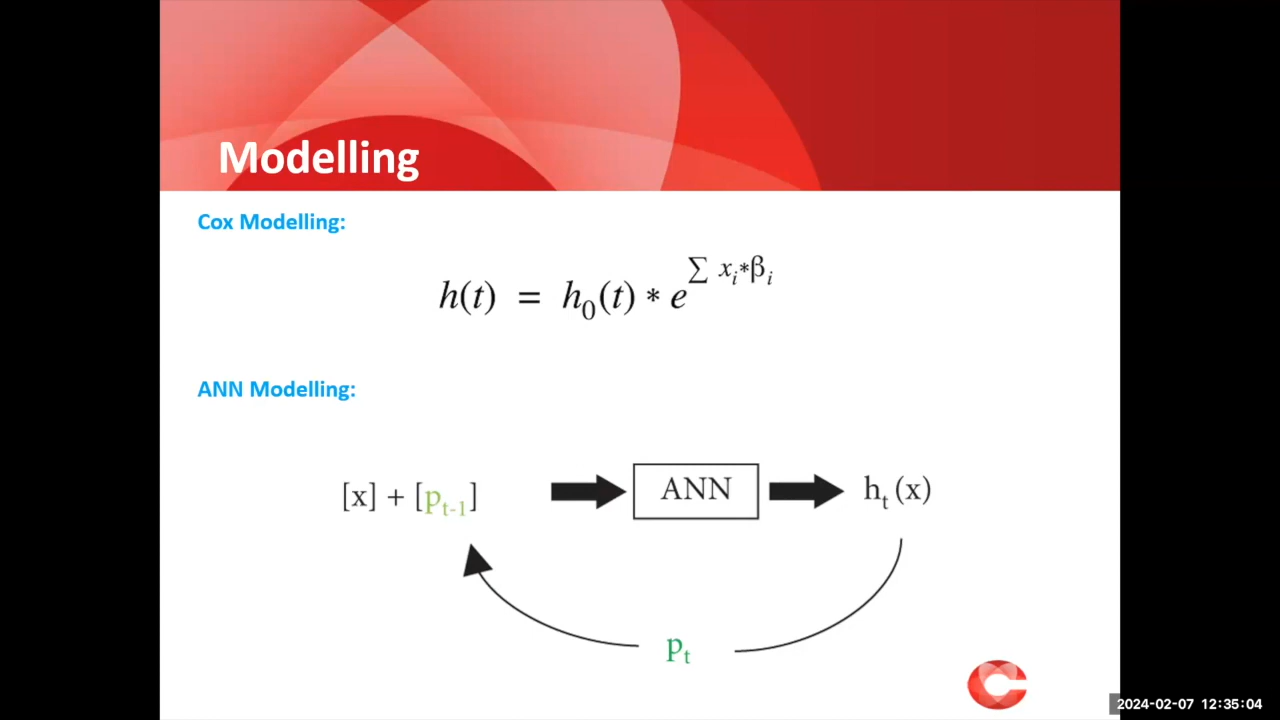 Modelling
Cox Modelling:
h(t) = h₀(t) * e^∑ xᵢ*βᵢ
ANN Modelling:
[x] + [pₜ₋₁] ANN hₜ (x)
pₜ
2024-02-07 12:35:04